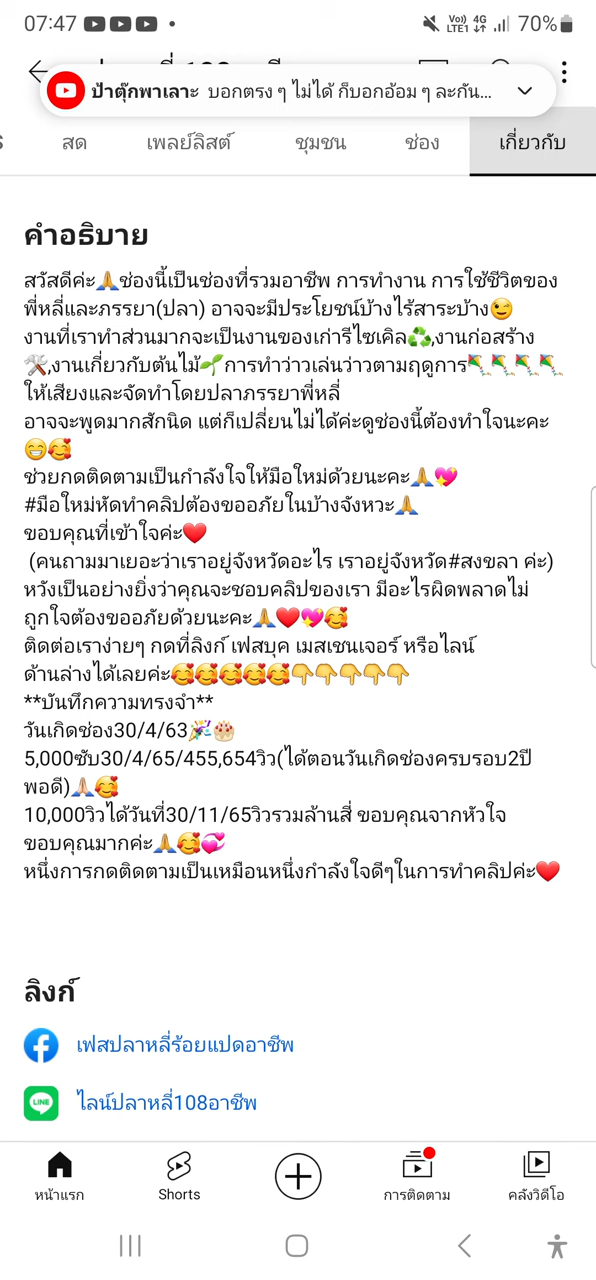 07:47
Vo)) 4G
LTE1
70%
ป้าตุ๊กพาเลาะ บอกตรง ๆ ไม่ได้ ก็บอกอ้อม ๆ ละกัน...
สด เพลย์ลิสต์ ชุมชน ช่อง เกี่ยวกับ
คำอธิบาย
สวัสดีค่ะ🙏ช่องนี้เป็นช่องที่รวมอาชีพ การทำงาน การใช้ชีวิตของ
พี่หลี่และภรรยา(ปลา) อาจจะมีประโยชน์บ้างไร้สาระบ้าง😉
งานที่เราทำส่วนมากจะเป็นงานของเก่ารีไซเคิล♻️,งานก่อสร้าง
🛠️,งานเกี่ยวกับต้นไม้🌱การทำว่าวเล่นว่าวตามฤดูการ🪁🪁🪁🪁
ให้เสียงและจัดทำโดยปลาภรรยาพี่หลี่
อาจจะพูดมากสักนิด แต่ก็เปลี่ยนไม่ได้ค่ะดูช่องนี้ต้องทำใจนะคะ
😁🥰
ช่วยกดติดตามเป็นกำลังใจให้มือใหม่ด้วยนะคะ🙏💖
#มือใหม่หัดทำคลิปต้องขออภัยในบ้างจังหวะ🙏
ขอบคุณที่เข้าใจค่ะ❤️
(คนถามมาเยอะว่าเราอยู่จังหวัดอะไร เราอยู่จังหวัด#สงขลา ค่ะ)
หวังเป็นอย่างยิ่งว่าคุณจะชอบคลิปของเรา มีอะไรผิดพลาดไม่
ถูกใจต้องขออภัยด้วยนะคะ🙏❤️💖🥰
ติดต่อเราง่ายๆ กดที่ลิงก์ เฟสบุค เมสเซนเจอร์ หรือไลน์
ด้านล่างได้เลยค่ะ🥰🥰🥰🥰🥰👇👇👇👇👇
**บันทึกความทรงจำ**
วันเกิดช่อง30/4/63🎉🎂
5,000ซับ30/4/65/455,654วิว(ได้ตอนวันเกิดช่องครบรอบ2ปี
พอดี)🙏🏻🥰
10,000วิวได้วันที่30/11/65วิวรวมล้านสี่ ขอบคุณจากหัวใจ
ขอบคุณมากค่ะ🙏🥰💞
หนึ่งการกดติดตามเป็นเหมือนหนึ่งกำลังใจดีๆในการทำคลิปค่ะ❤️
ลิงก์
เฟสปลาหลี่ร้อยแปดอาชีพ
LINE
ไลน์ปลาหลี่108อาชีพ
หน้าแรก Shorts การติดตาม คลังวิดีโอ